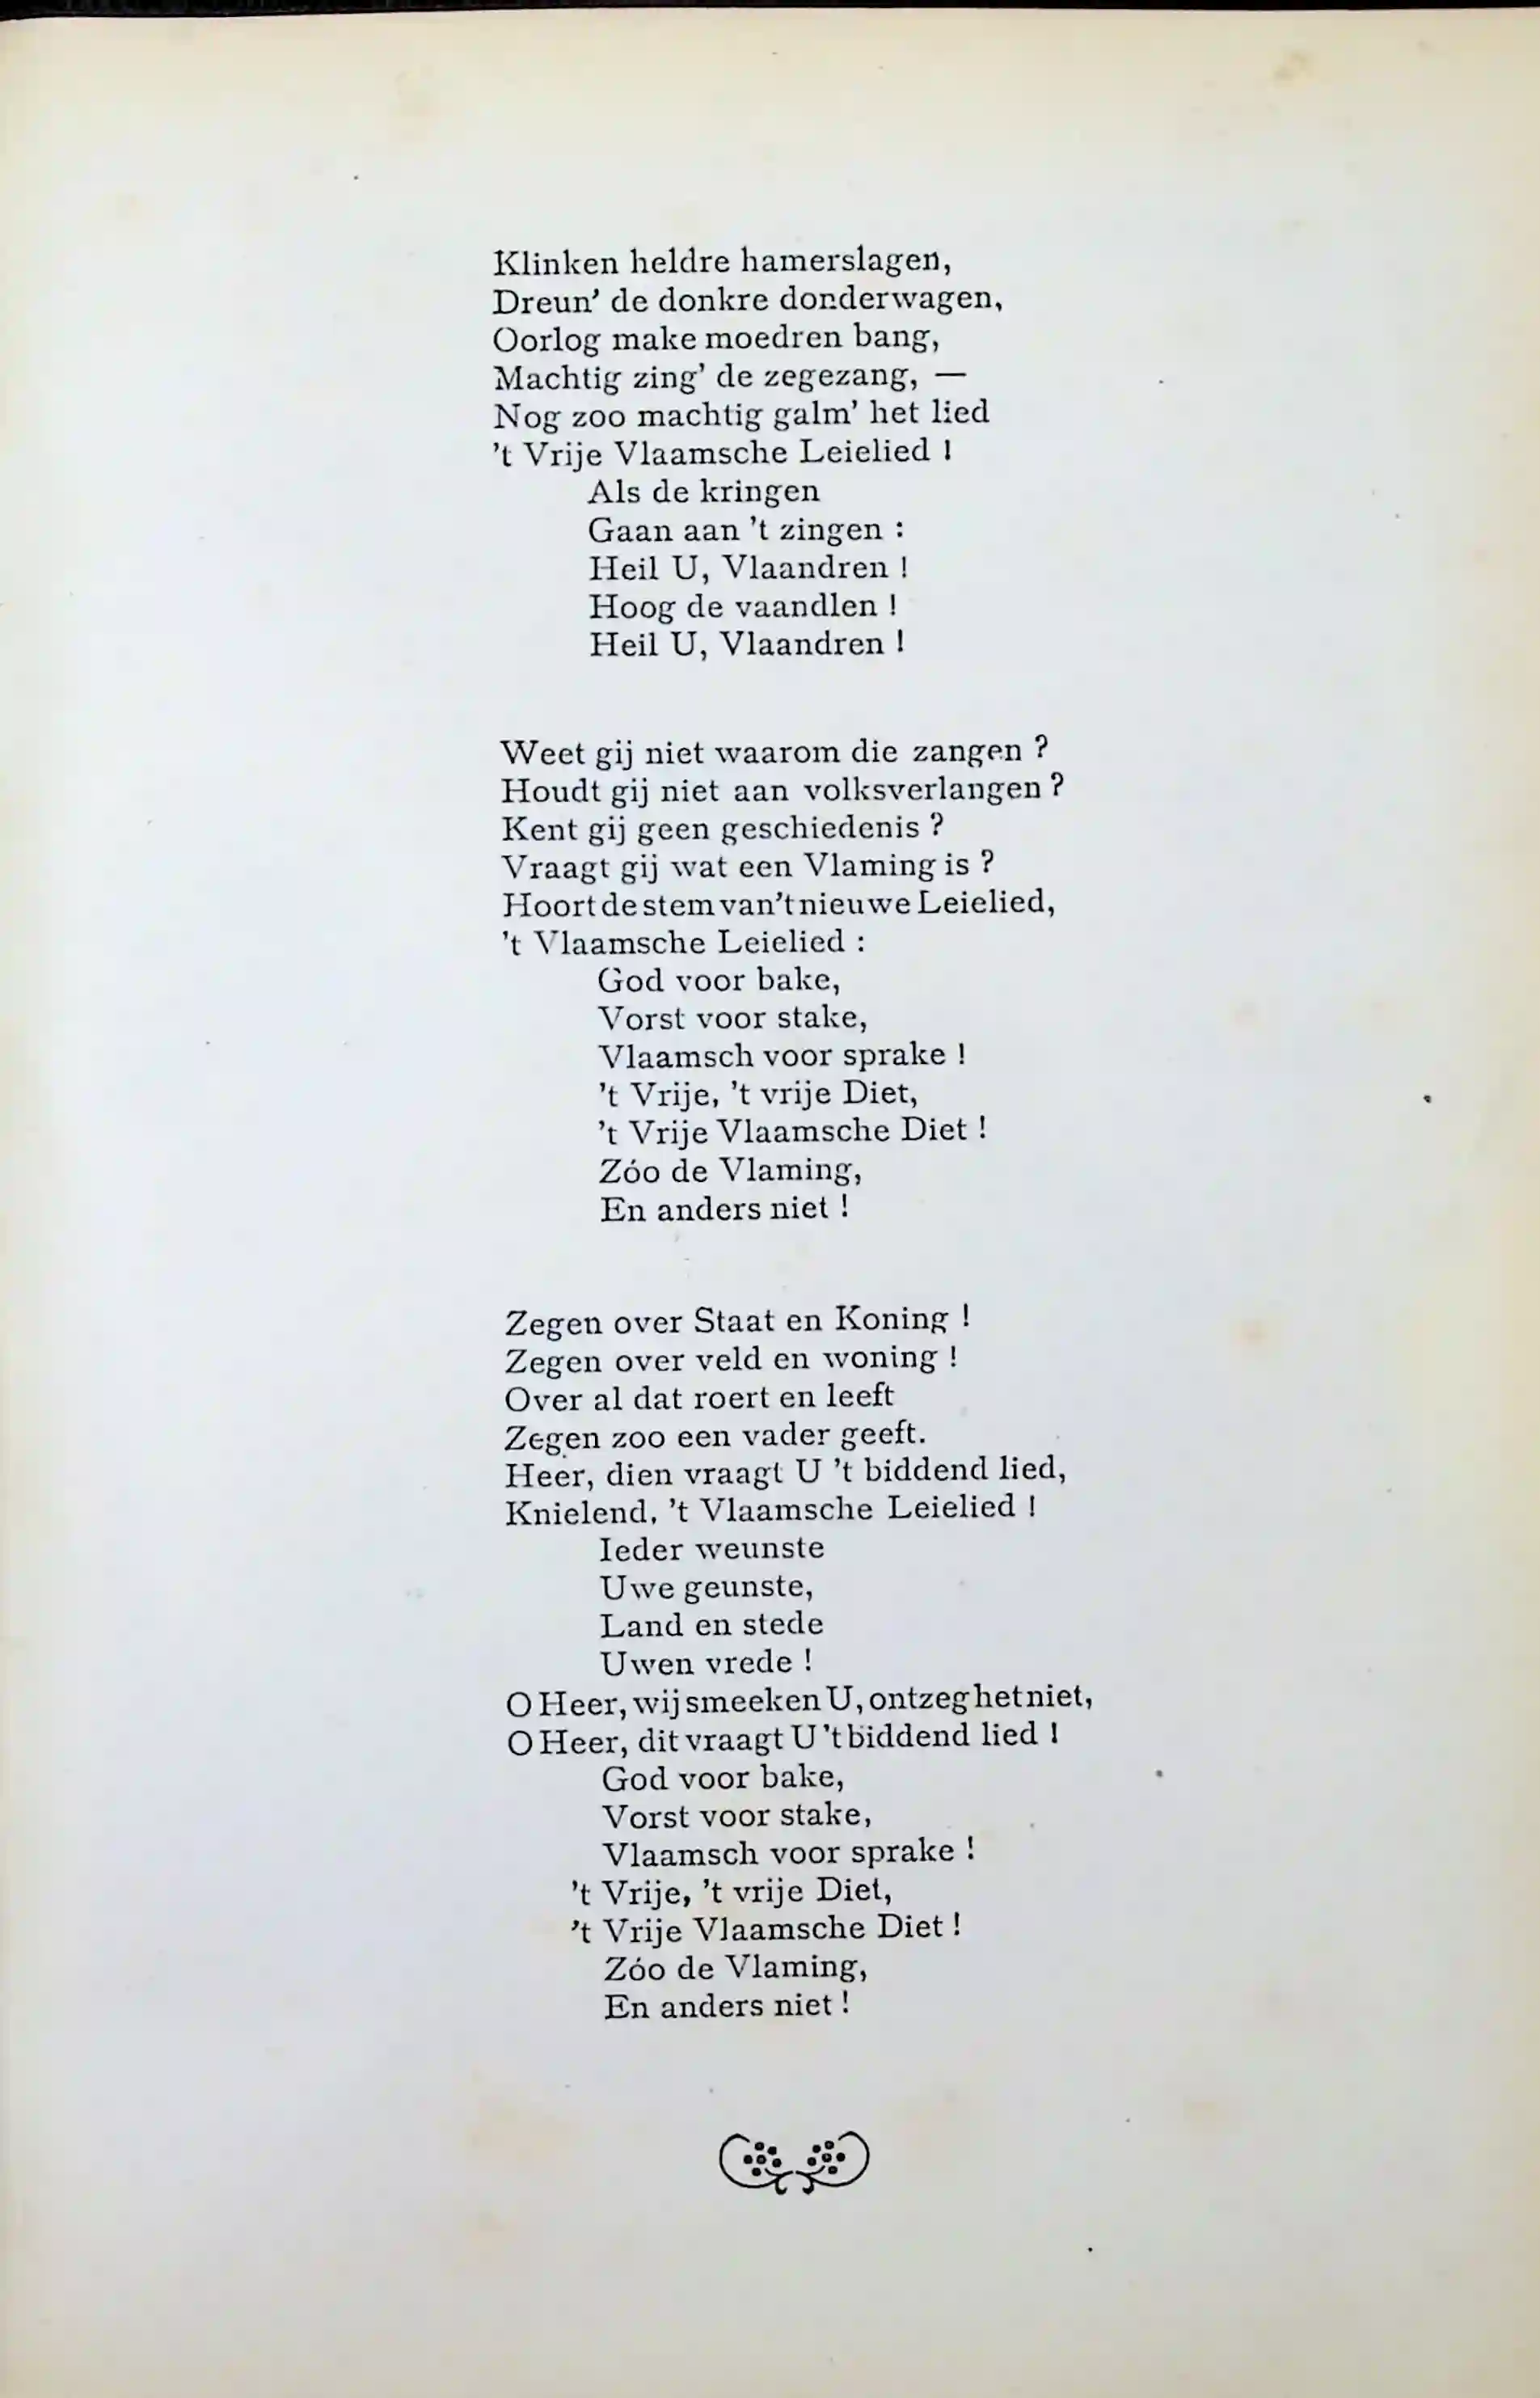 Klinken heldre hamerslagen,
Dreun’ de donkre donderwagen,
Oorlog make moedren bang,
Machtig zing’ de zegezang, —
Nog zoo machtig galm’ het lied
’t Vrije Vlaamsche Leielied !
Als de kringen
Gaan aan ’t zingen :
Heil U, Vlaandren !
Hoog de vaandlen !
Heil U, Vlaandren !
Weet gij niet waarom die zangen ?
Houdt gij niet aan volksverlangen ?
Kent gij geen geschiedenis ?
Vraagt gij wat een Vlaming is ?
Hoort de stem van ’t nieuwe Leielied,
’t Vlaamsche Leielied :
God voor bake,
Vorst voor stake,
Vlaamsch voor sprake !
’t Vrije, ’t vrije Diet,
’t Vrije Vlaamsche Diet !
Zóo de Vlaming,
En anders niet !
Zegen over Staat en Koning !
Zegen over veld en woning !
Over al dat roert en leeft
Zegen zoo een vader geeft.
Heer, dien vraagt U ’t biddend lied,
Knielend, ’t Vlaamsche Leielied !
Ieder weunste
Uwe geunste,
Land en stede
Uwen vrede !
O Heer, wij smeeken U, ontzeg het niet,
O Heer, dit vraagt U ’t biddend lied !
God voor bake,
Vorst voor stake,
Vlaamsch voor sprake !
’t Vrije, ’t vrije Diet,
’t Vrije Vlaamsche Diet !
Zóo de Vlaming,
En anders niet !